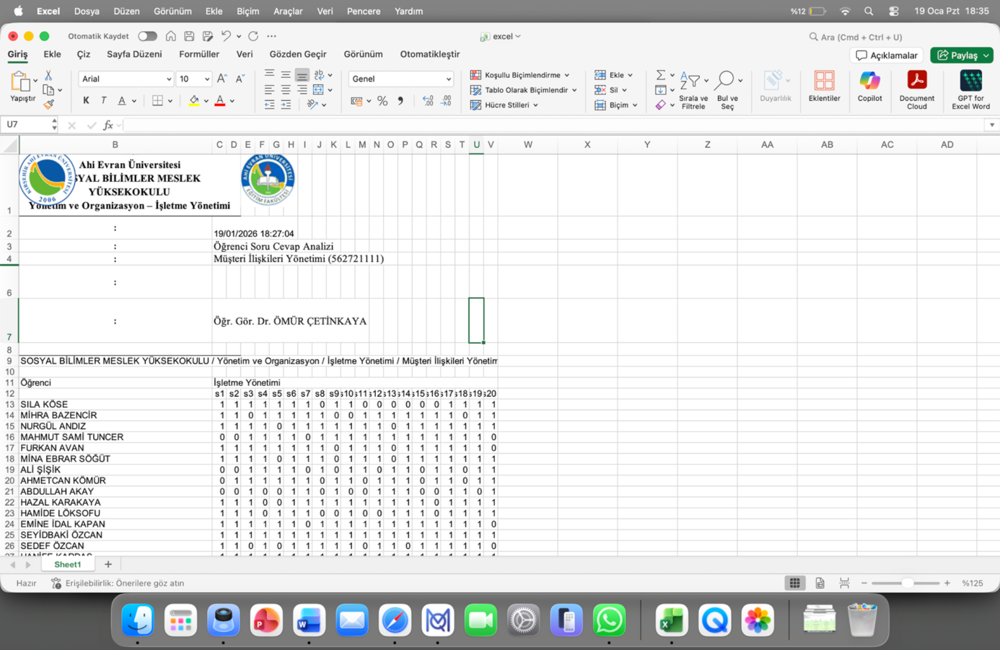 Excel Dosya Düzen Görünüm Ekle Biçim Araçlar Veri Pencere Yardım %12 19 Oca Pzt 18:35
Otomatik Kaydet excel Ara (Cmd + Ctrl + U)
Giriş Ekle Çiz Sayfa Düzeni Formüller Veri Gözden Geçir Görünüm Otomatikleştir Açıklamalar Paylaş
Yapıştır Arial 10 K T A Genel
Koşullu Biçimlendirme
Tablo Olarak Biçimlendir
Hücre Stilleri
Ekle
Sil
Biçim
Sırala ve Filtrele
Bul ve Seç
Duyarlılık
Eklentiler
Copilot
Document Cloud
GPT for Excel Word
U7 fx
B C D E F G H I J K L M N O P Q R S T U V W X Y Z AA AB AC AD
Ahi Evran Üniversitesi
SYAL BİLİMLER MESLEK
YÜKSEKOKULU
1 Yönetim ve Organizasyon – İşletme Yönetimi
2 : 19/01/2026 18:27:04
3 : Öğrenci Soru Cevap Analizi
4 : Müşteri İlişkileri Yönetimi (562721111)
6 :
7 : Öğr. Gör. Dr. ÖMÜR ÇETİNKAYA
8
9 SOSYAL BİLİMLER MESLEK YÜKSEKOKULU / Yönetim ve Organizasyon / İşletme Yönetimi / Müşteri İlişkileri Yönetim
10
11 Öğrenci İşletme Yönetimi
12 s1 s2 s3 s4 s5 s6 s7 s8 s9 s10 s11 s12 s13 s14 s15 s16 s17 s18 s19 s20
13 SILA KÖSE 1 1 1 1 1 1 1 0 1 1 0 0 0 0 0 0 1 1 1 1
14 MİHRA BAZENCİR 1 1 0 1 1 1 1 1 0 0 1 1 1 1 1 1 1 0 1 1
15 NURGÜL ANDIZ 1 1 1 1 0 1 1 1 1 1 1 1 0 1 1 1 1 1 1 1
16 MAHMUT SAMİ TUNCER 0 0 1 1 1 1 0 1 1 1 1 1 1 1 1 1 1 1 1 0
17 FURKAN AVAN 1 1 1 1 1 1 1 1 0 1 1 1 0 1 1 1 1 1 1 0
18 MİNA EBRAR SÖĞÜT 1 1 1 1 0 1 1 1 0 1 1 1 0 1 1 1 1 1 1 1
19 ALİ ŞİŞİK 0 0 1 1 1 1 0 1 1 0 1 0 1 1 0 1 1 0 1 1
20 AHMETCAN KÖMÜR 0 1 1 1 1 1 1 0 1 1 0 1 1 1 0 1 1 0 1 1
21 ABDULLAH AKAY 0 0 1 0 0 1 1 0 1 0 0 1 1 1 0 0 1 1 0 1
22 HAZAL KARAKAYA 1 1 1 0 0 1 1 1 1 1 1 1 1 1 1 0 1 1 1 1
23 HAMİDE LÖKSOFU 1 1 1 0 1 1 1 0 0 1 0 0 1 1 1 0 1 1 1 1
24 EMİNE İDAL KAPAN 1 1 1 1 1 1 0 1 1 1 1 1 1 1 1 1 1 1 1 0
25 SEYİDBAKİ ÖZCAN 1 1 1 1 1 1 1 1 1 1 1 1 1 1 1 1 1 1 1 1
26 SEDEF ÖZCAN 1 1 0 1 0 1 1 1 1 1 0 1 1 0 1 1 1 1 1 0
Sheet1
Hazır Erişilebilirlik: Önerilere göz atın %125